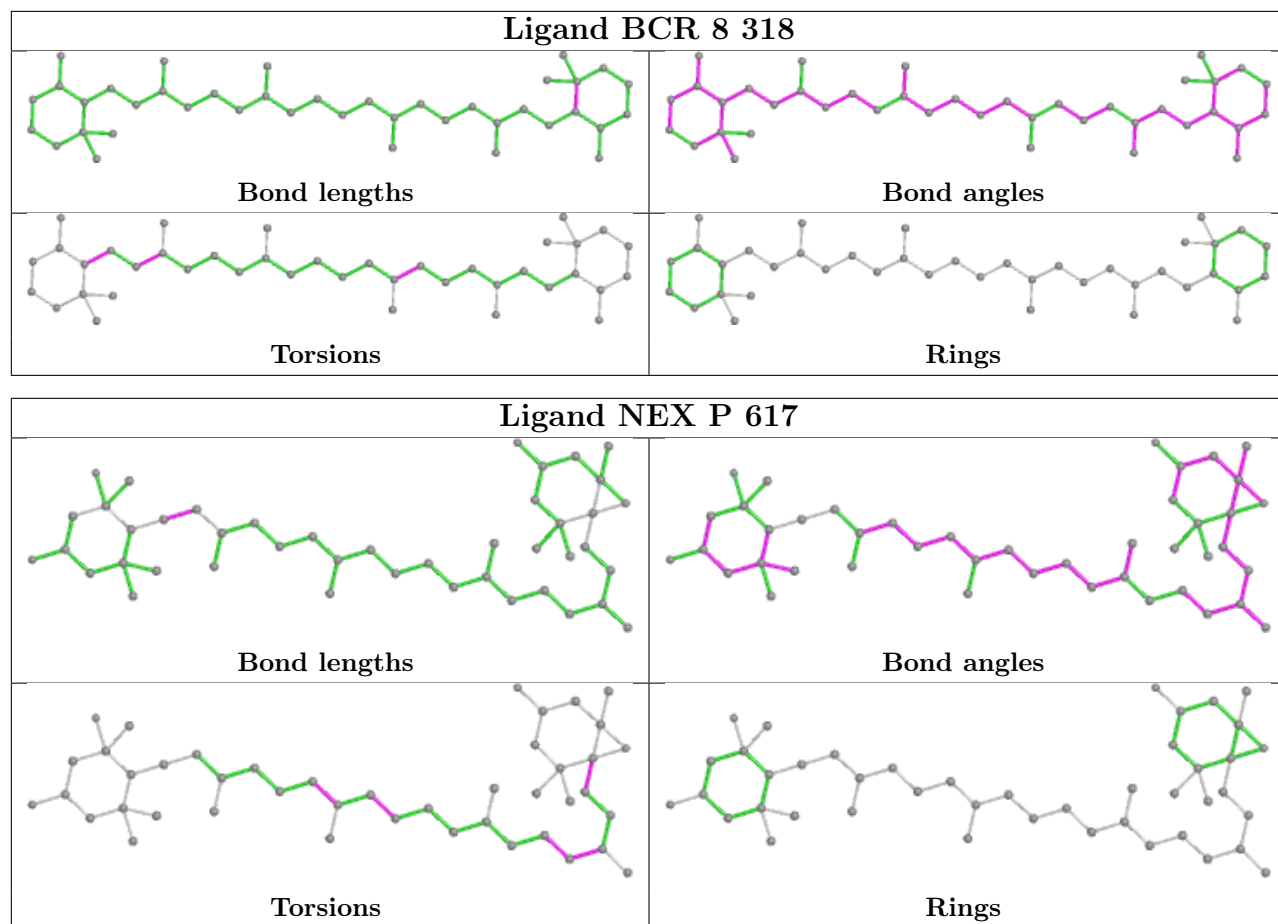 Ligand BCR 8 318
Bond lengths
Bond angles
Torsions
Rings
Ligand NEX P 617
Bond lengths
Bond angles
Torsions
Rings